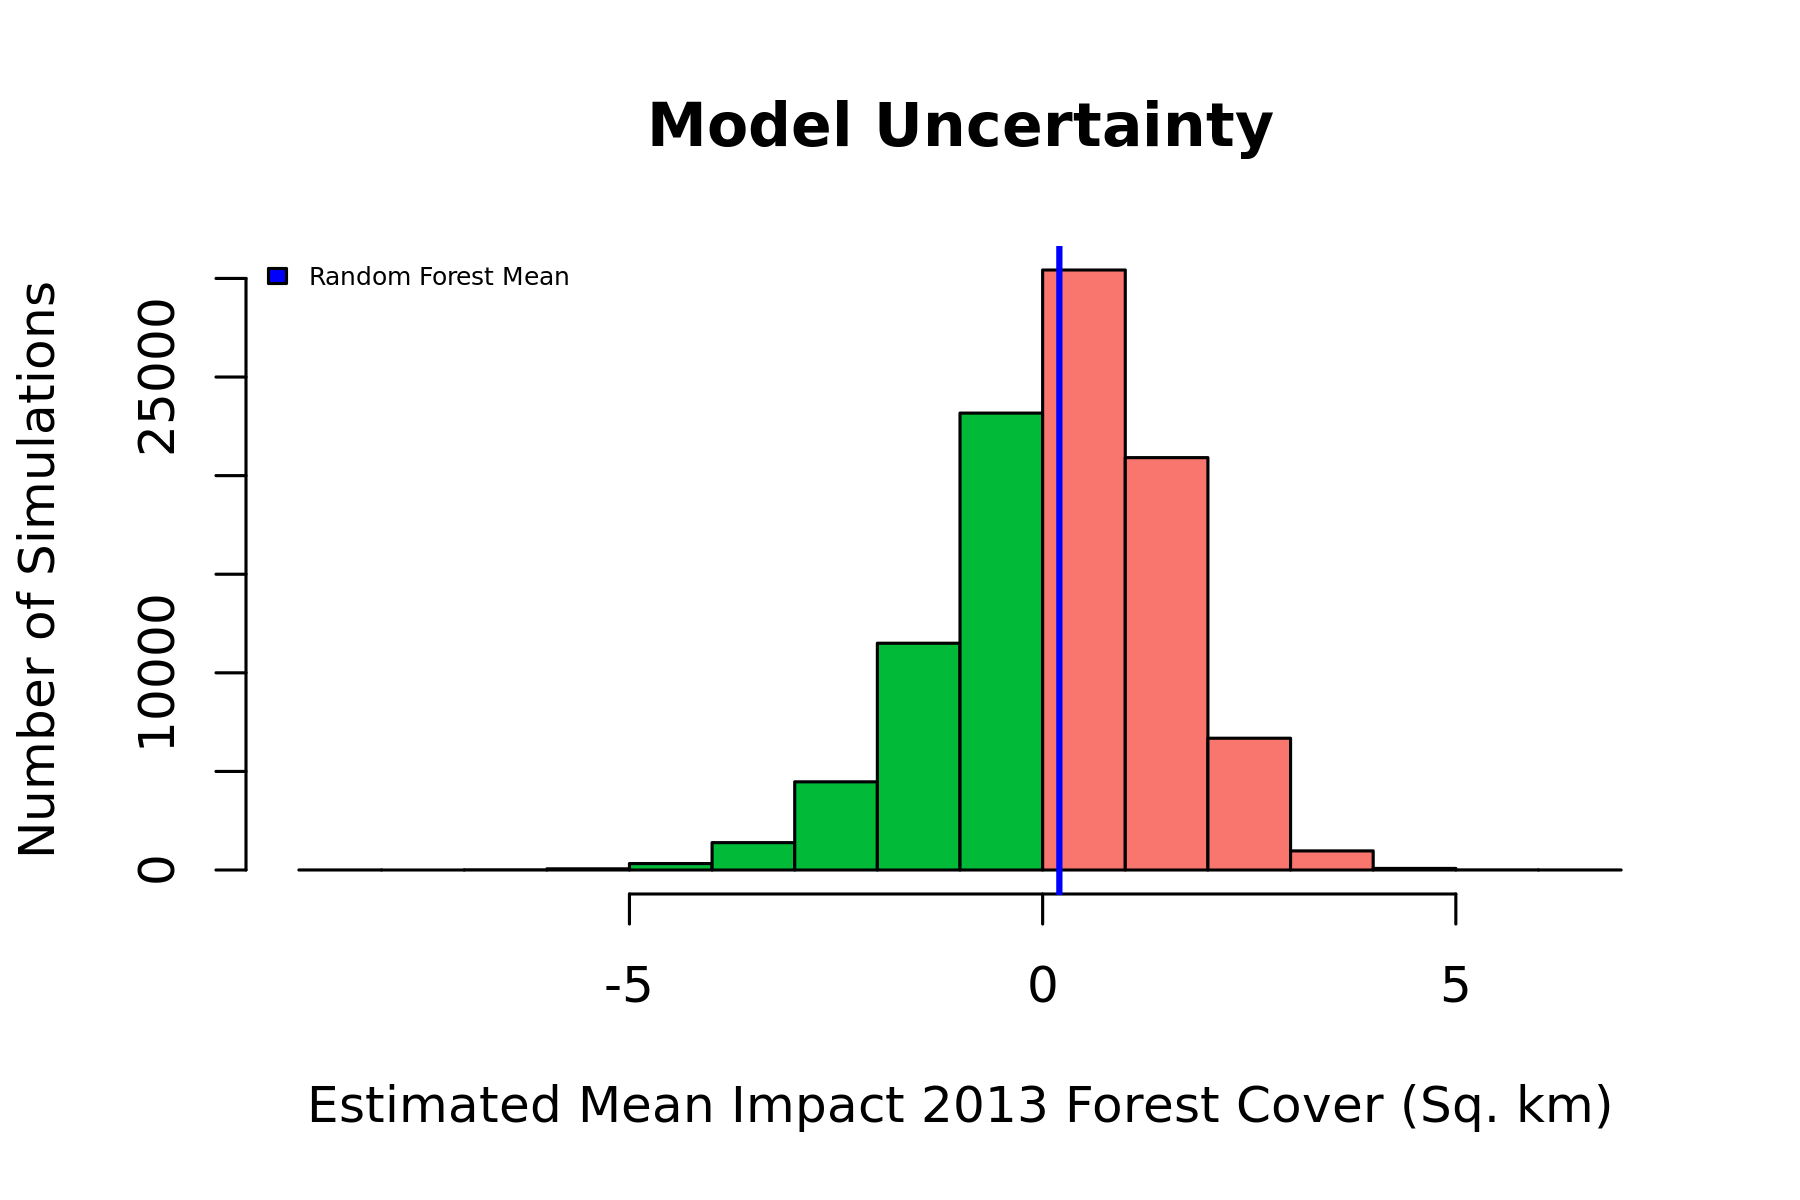 Model Uncertainty
Random Forest Mean
Number of Simulations
25000
10000
0
-5 0 5
Estimated Mean Impact 2013 Forest Cover (Sq. km)